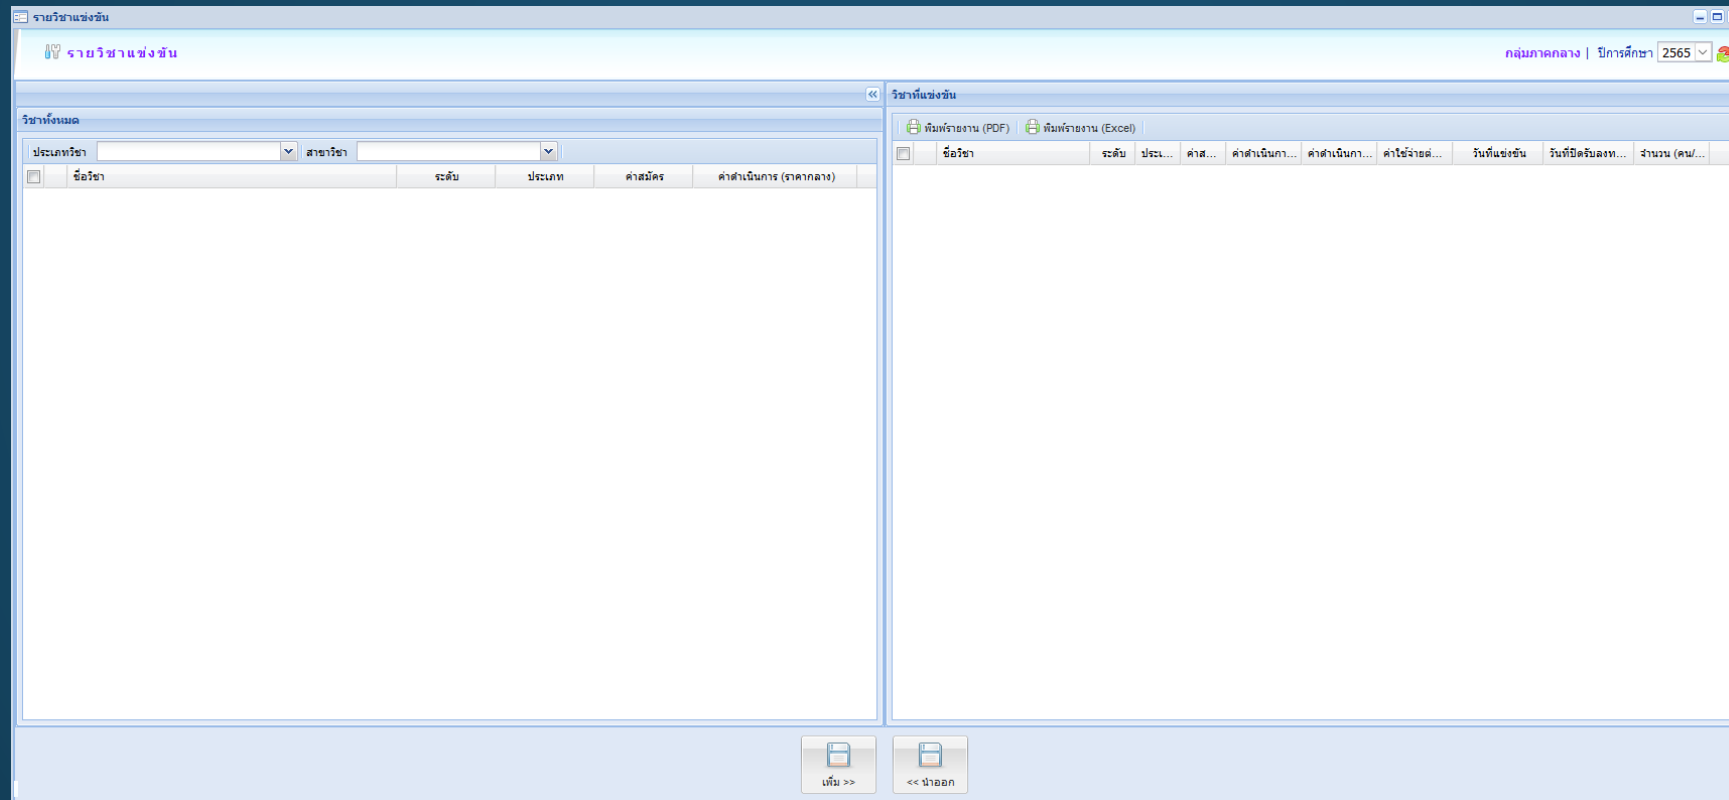 รายวิชาแข่งขัน
รายวิชาแข่งขัน
กลุ่มภาคกลาง | ปีการศึกษา 2565
วิชาที่แข่งขัน
วิชาทั้งหมด
พิมพ์รายงาน (PDF) พิมพ์รายงาน (Excel)
ประเภทวิชา สาขาวิชา
ชื่อวิชา ระดับ ประเ... ค่าส... ค่าดำเนินกา... ค่าดำเนินกา... ค่าใช้จ่ายต่... วันที่แข่งขัน วันที่ปิดรับลงท... จำนวน (คน/...
ชื่อวิชา ระดับ ประเภท ค่าสมัคร ค่าดำเนินการ (ราคากลาง)
เพิ่ม >> << นำออก